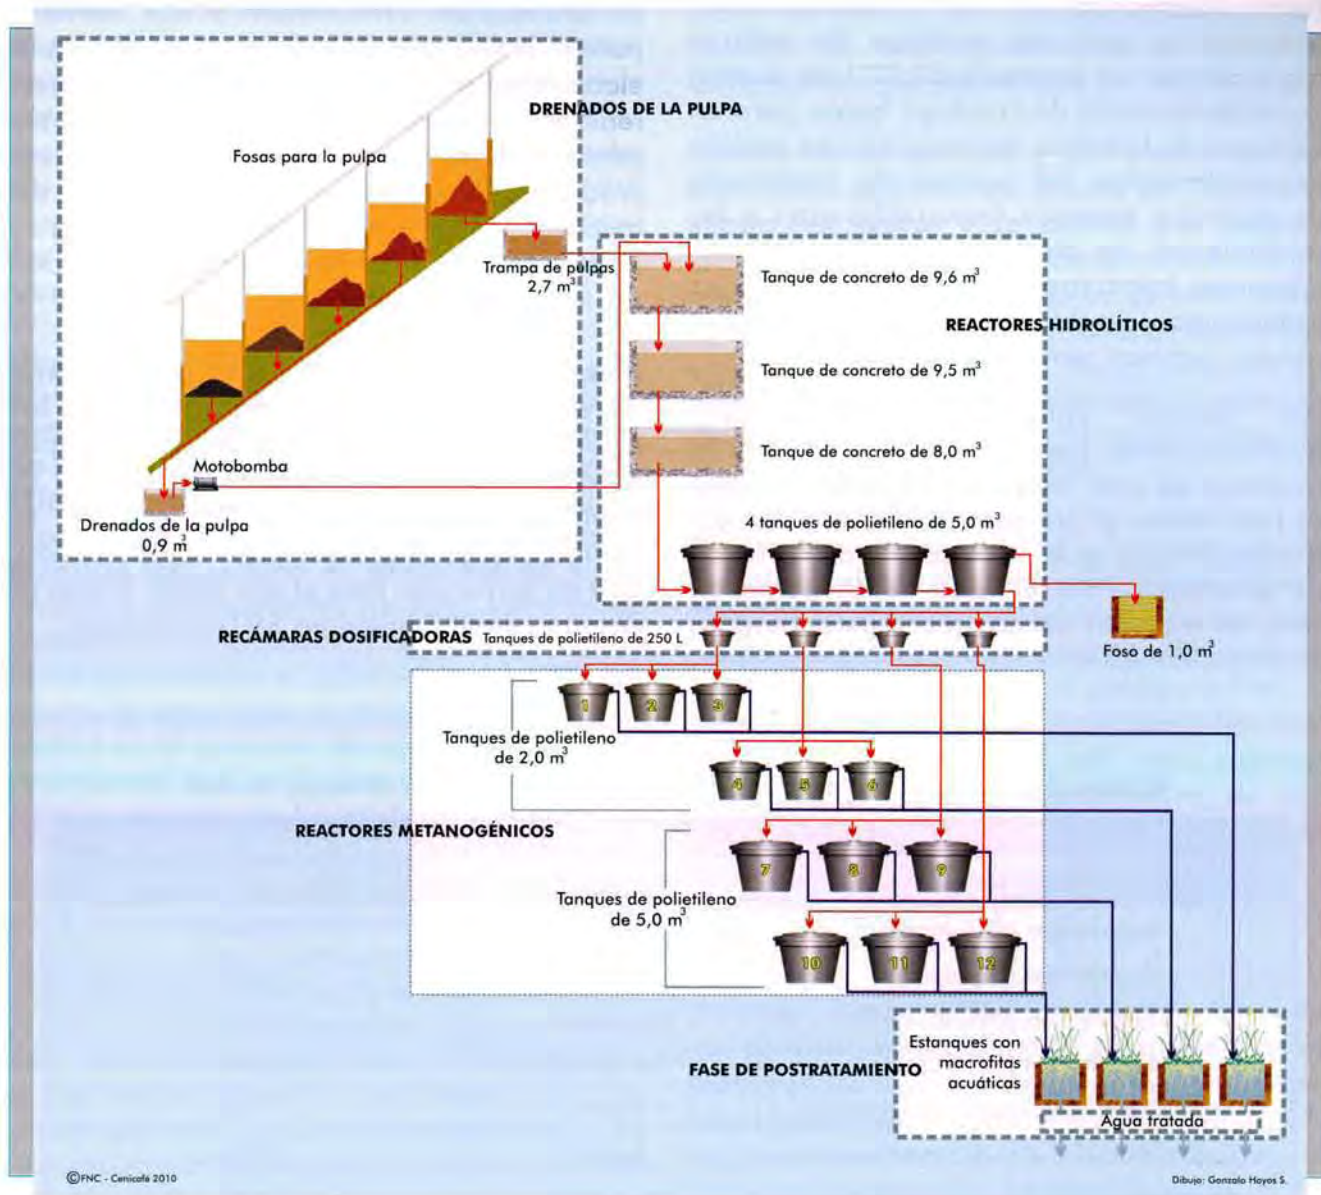 DRENADOS DE LA PULPA
Fosas para la pulpa
Trampa de pulpas
2,7 m³
Tanque de concreto de 9,6 m³
REACTORES HIDROLÍTICOS
Tanque de concreto de 9,5 m³
Tanque de concreto de 8,0 m³
Motobomba
Drenados de la pulpa
0,9 m³
4 tanques de polietileno de 5,0 m³
RECÁMARAS DOSIFICADORAS
Tanques de polietileno de 250 L
Foso de 1,0 m³
1
2
3
Tanques de polietileno
de 2,0 m³
4
5
6
REACTORES METANOGÉNICOS
7
8
9
Tanques de polietileno
de 5,0 m³
10
11
12
Estanques con
macrofitas
acuáticas
FASE DE POSTRATAMIENTO
Agua tratada
©FNC - Cenicafé 2010
Dibujo: Gonzalo Hoyos S.